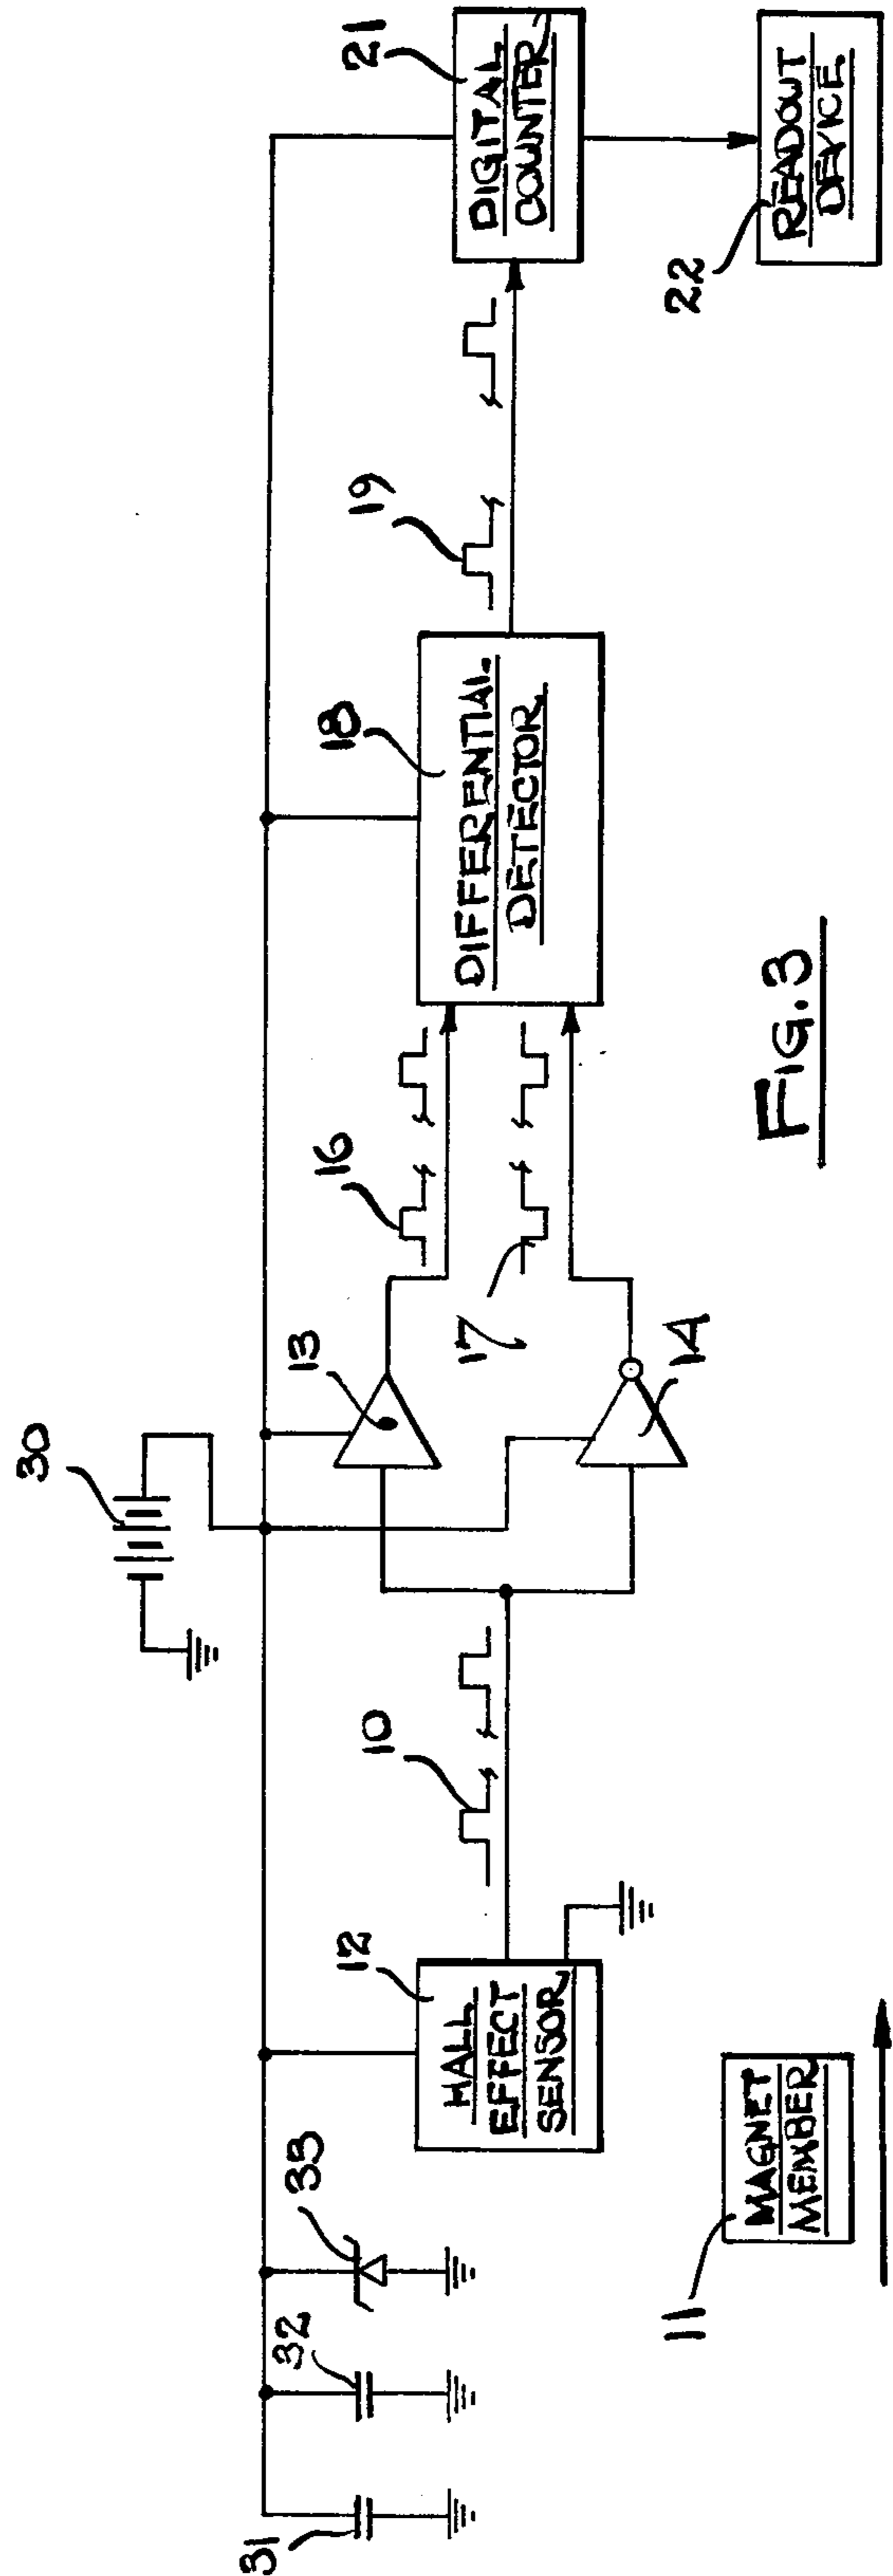 31
32
33
11
MAGNET
MEMBER
12
HALL
EFFECT
SENSOR
10
30
13
14
16
17
18
DIFFERENTIAL
DETECTOR
19
21
DIGITAL
COUNTER
22
READOUT
DEVICE
FIG. 3